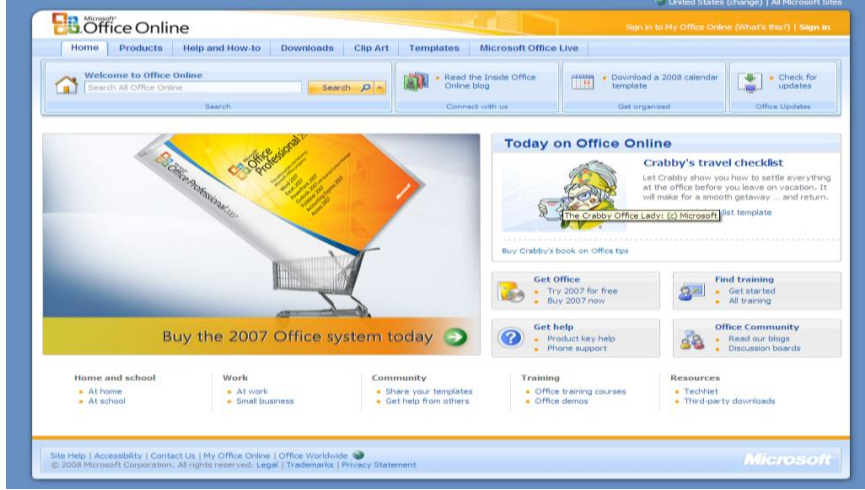 United States (change) | All Microsoft Sites
Microsoft®
Office Online
Sign in to My Office Online (What's this?) | Sign in
Home Products Help and How-to Downloads Clip Art Templates Microsoft Office Live
Welcome to Office Online
Search All Office Online
Search
Search
Read the Inside Office
Online blog
Connect with us
Download a 2008 calendar
template
Get organized
Check for
updates
Office Updates
Office
Professional 2007
Office Professional 2007
Microsoft
Buy the 2007 Office system today
Today on Office Online
Crabby's travel checklist
Let Crabby show you how to settle everything
at the office before you leave on vacation. It
will make for a smooth getaway ... and return.
The Crabby Office Lady: (c) Microsoft
list template
Buy Crabby's book on Office tips
Get Office
Try 2007 for free
Buy 2007 now
Find training
Get started
All training
Get help
Product key help
Phone support
Office Community
Read our blogs
Discussion boards
Home and school
At home
At school
Work
At work
Small business
Community
Share your templates
Get help from others
Training
Office training courses
Office demos
Resources
TechNet
Third-party downloads
Site Help | Accessibility | Contact Us | My Office Online | Office Worldwide
© 2008 Microsoft Corporation. All rights reserved. Legal | Trademarks | Privacy Statement
Microsoft